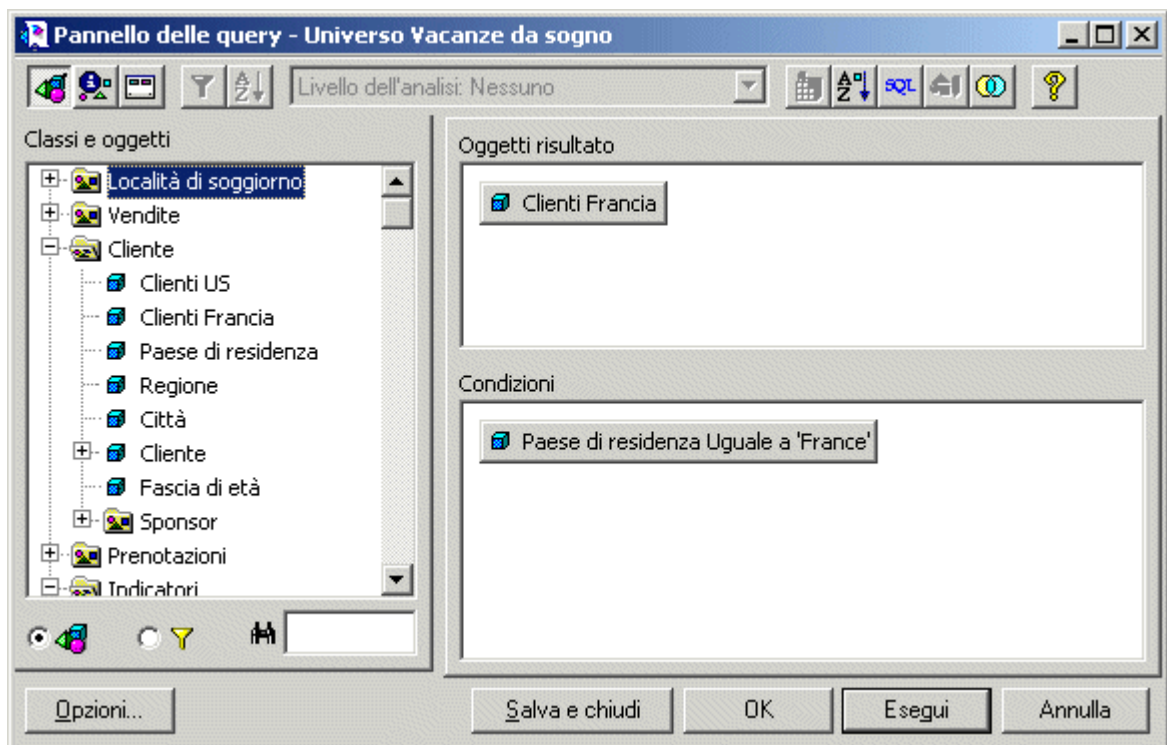 Pannello delle query - Universo Vacanze da sogno
Livello dell'analisi: Nessuno
SQL
?
Classi e oggetti
Località di soggiorno
Vendite
Cliente
Clienti US
Clienti Francia
Paese di residenza
Regione
Città
Cliente
Fascia di età
Sponsor
Prenotazioni
Indicatori
Oggetti risultato
Clienti Francia
Condizioni
Paese di residenza Uguale a 'France'
Opzioni...
Salva e chiudi
OK
Esegui
Annulla